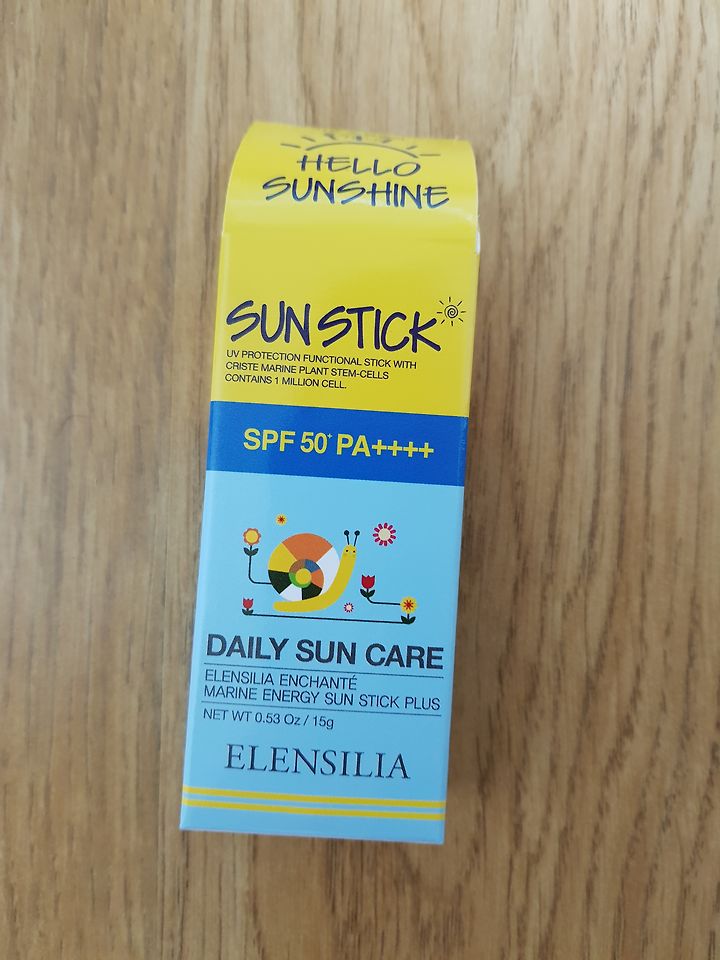 HELLO
SUNSHINE
SUN STICK
UV PROTECTION FUNCTIONAL STICK WITH
CRISTE MARINE PLANT STEM-CELLS
CONTAINS 1 MILLION CELL.
SPF 50+ PA++++
DAILY SUN CARE
ELENSILIA ENCHANTÉ
MARINE ENERGY SUN STICK PLUS
NET WT 0.53 Oz / 15g
ELENSILIA